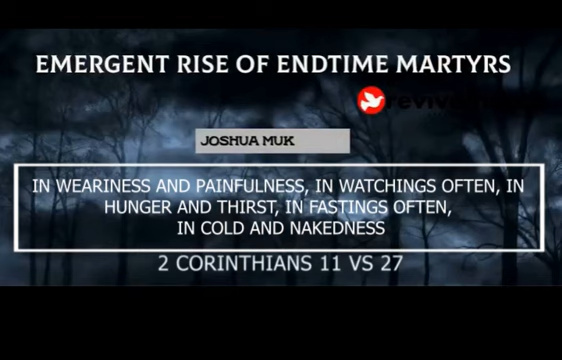 EMERGENT RISE OF ENDTIME MARTYRS
JOSHUA MUK
IN WEARINESS AND PAINFULNESS, IN WATCHINGS OFTEN, IN
HUNGER AND THIRST, IN FASTINGS OFTEN,
IN COLD AND NAKEDNESS
2 CORINTHIANS 11 VS 27